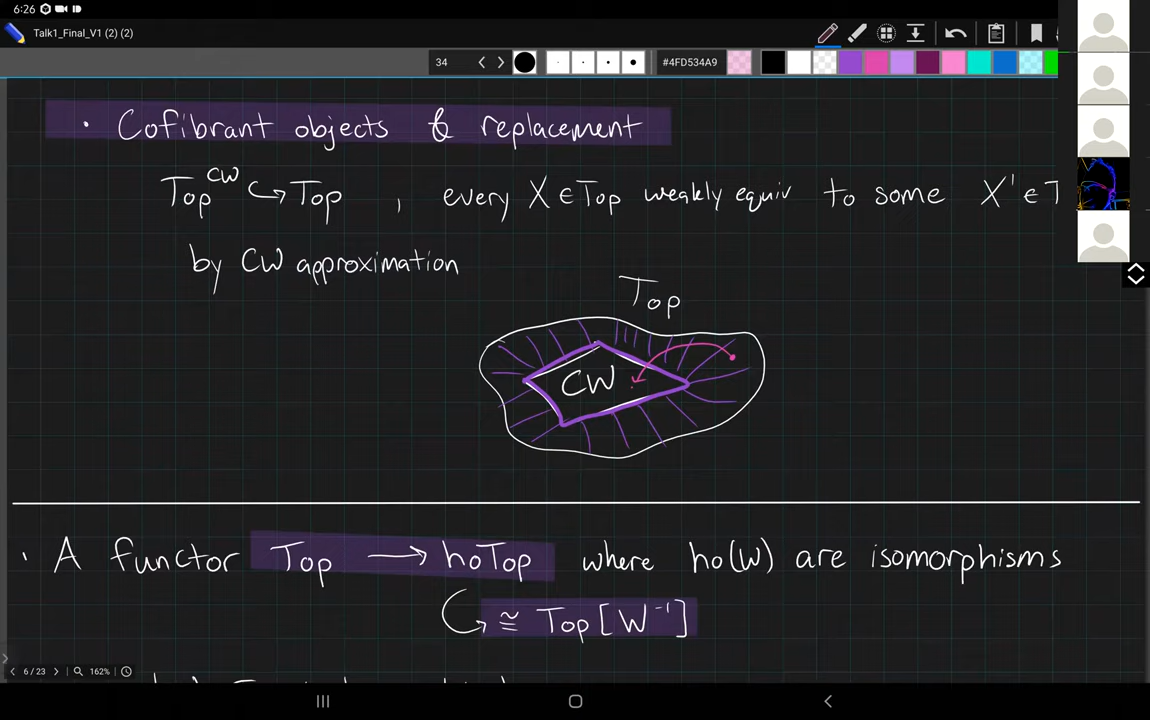 6:26
Talk1_Final_V1 (2) (2)
34
#4FD534A9
• Cofibrant objects & replacement
Top^CW ↪ Top , every X ∈ Top weakly equiv to some X' ∈ T
by CW approximation
Top
CW
• A functor Top → hoTop where ho(W) are isomorphisms
≅ Top[W⁻¹]
6 / 23
162%